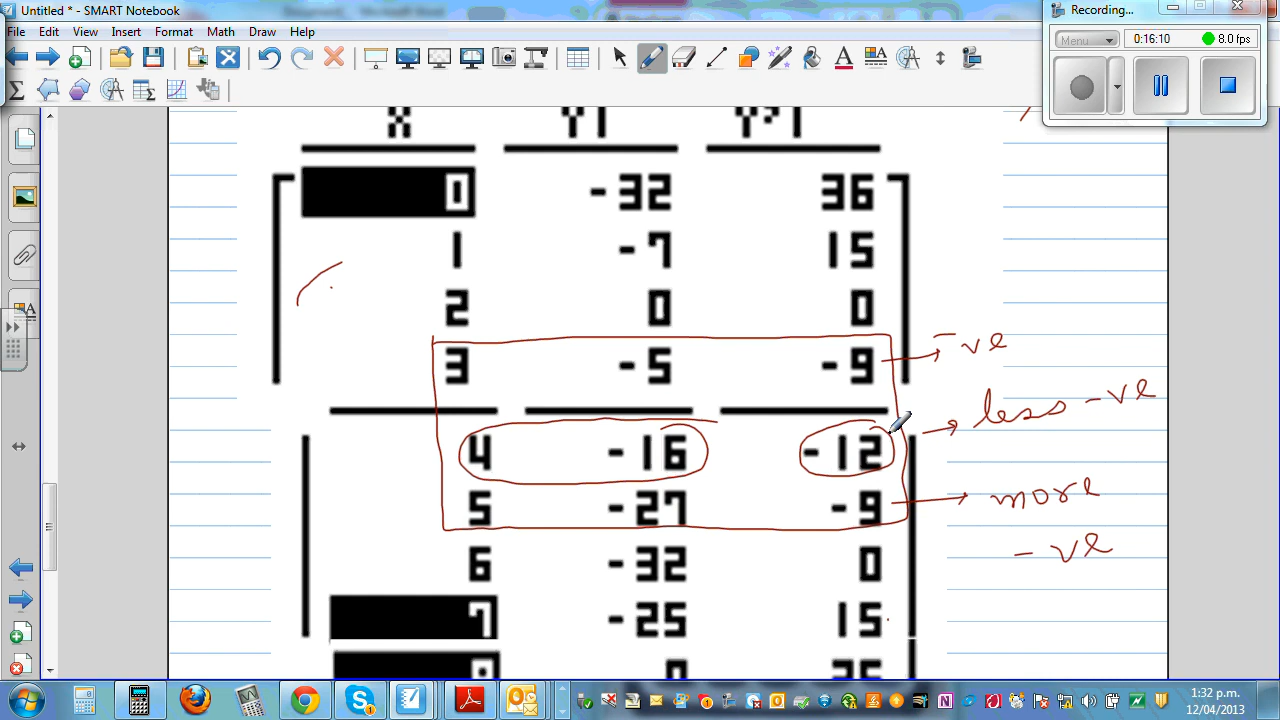 Untitled * - SMART Notebook
Recording...
File Edit View Insert Format Math Draw Help
Menu
0:16:10
8.0 fps
X Y1 Y'1
0 -32 36
1 -7 15
2 0 0
3 -5 -9
-ve
less -ve
4 -16 -12
5 -27 -9
more
-ve
6 -32 0
7 -25 15
1:32 p.m.
12/04/2013